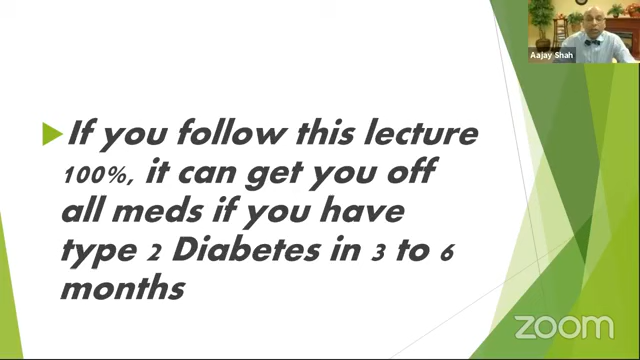 Aajay Shah
If you follow this lecture
100%, it can get you off
all meds if you have
type 2 Diabetes in 3 to 6
months
zoom